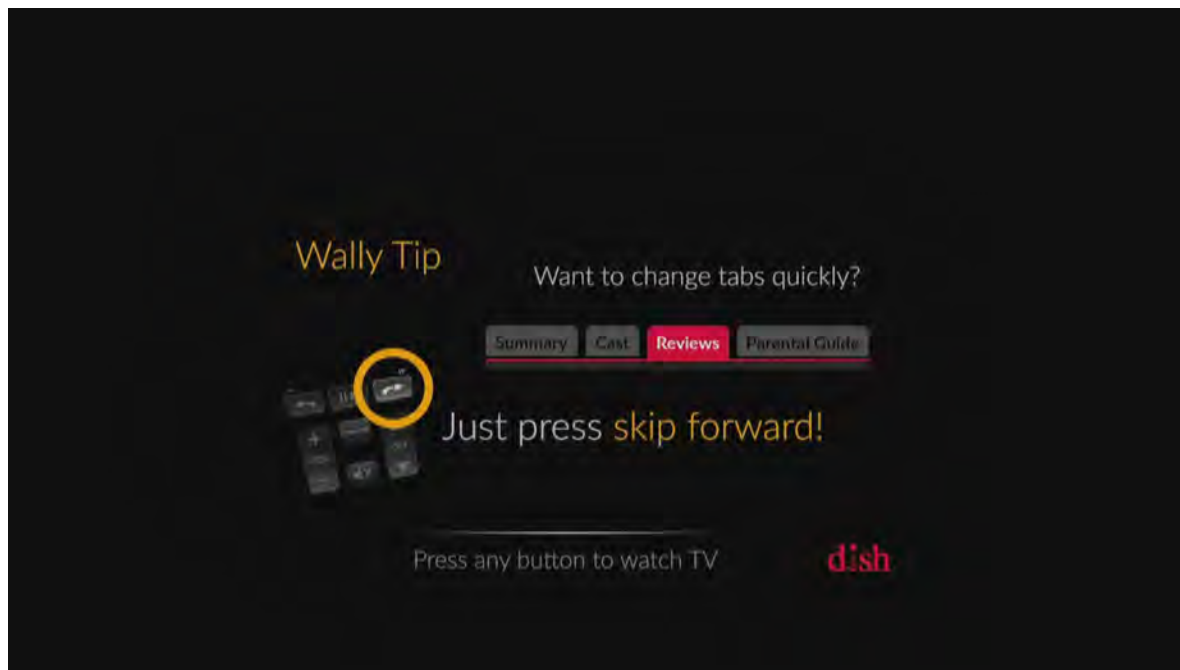 Wally Tip
Want to change tabs quickly?
Summary Cast Reviews Parental Guide
Just press skip forward!
Press any button to watch TV
dish